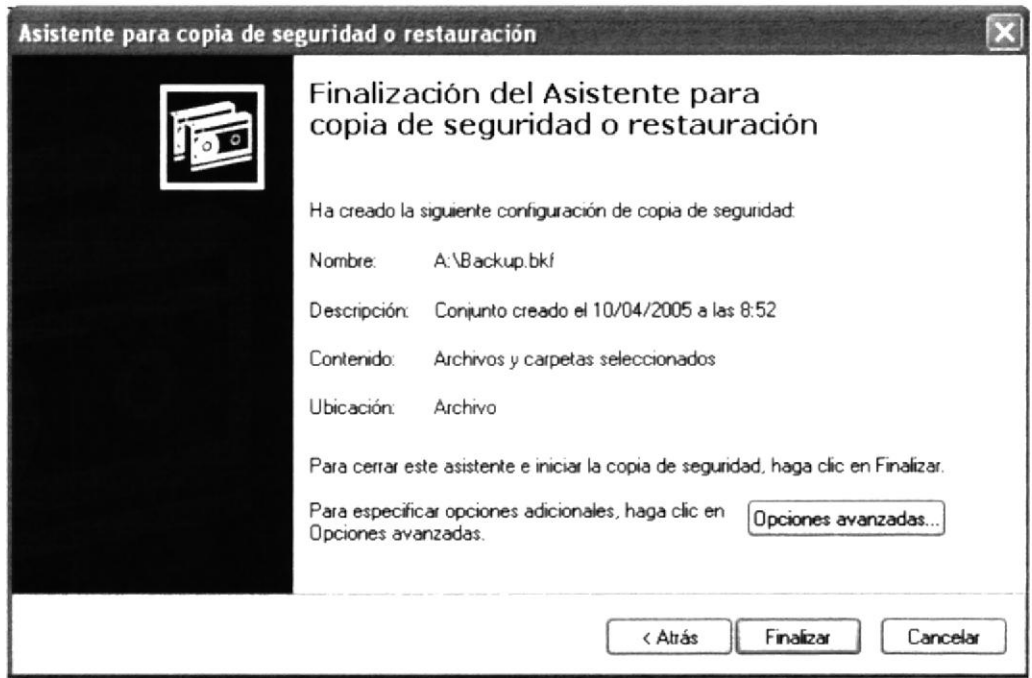 Asistente para copia de seguridad o restauración
Finalización del Asistente para
copia de seguridad o restauración
Ha creado la siguiente configuración de copia de seguridad:
Nombre: A:\Backup.bkf
Descripción: Conjunto creado el 10/04/2005 a las 8:52
Contenido: Archivos y carpetas seleccionados
Ubicación: Archivo
Para cerrar este asistente e iniciar la copia de seguridad, haga clic en Finalizar.
Para especificar opciones adicionales, haga clic en
Opciones avanzadas.
Opciones avanzadas...
< Atrás
Finalizar
Cancelar